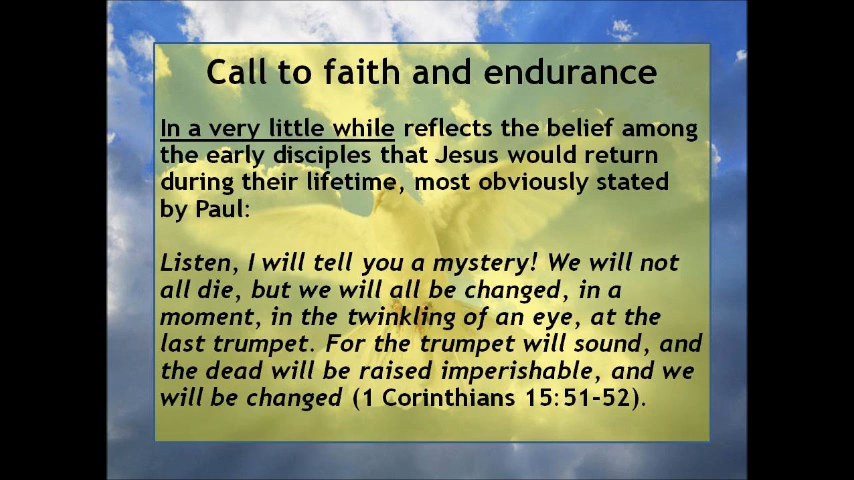 Call to faith and endurance
In a very little while reflects the belief among
the early disciples that Jesus would return
during their lifetime, most obviously stated
by Paul:
Listen, I will tell you a mystery! We will not
all die, but we will all be changed, in a
moment, in the twinkling of an eye, at the
last trumpet. For the trumpet will sound, and
the dead will be raised imperishable, and we
will be changed (1 Corinthians 15:51-52).